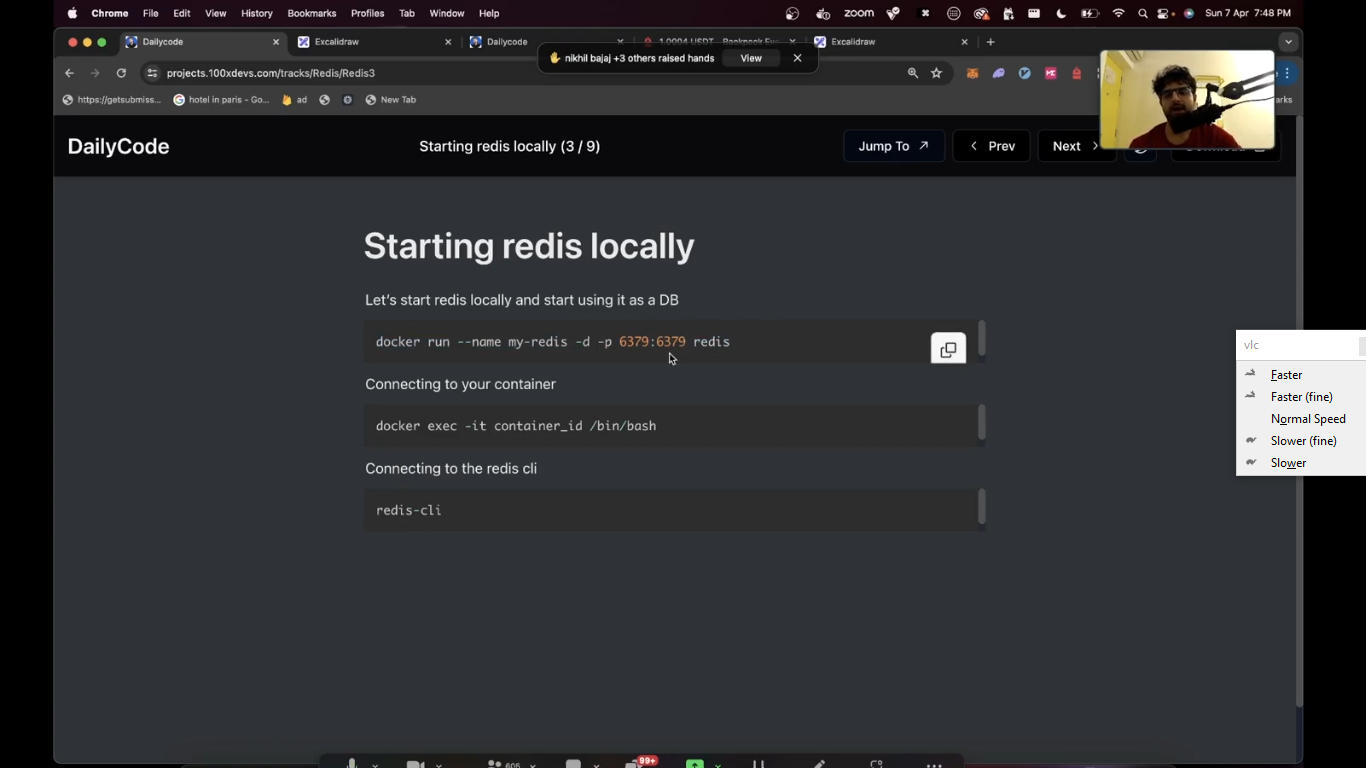 Chrome File Edit View History Bookmarks Profiles Tab Window Help zoom Sun 7 Apr 7:48 PM
Dailycode Excalidraw Dailycode Excalidraw
nikhil bajaj +3 others raised hands View
projects.100xdevs.com/tracks/Redis/Redis3
https://getsubmiss... hotel in paris - Go... ad New Tab
DailyCode Starting redis locally (3 / 9) Jump To Prev Next
Starting redis locally
Let's start redis locally and start using it as a DB
docker run --name my-redis -d -p 6379:6379 redis
Connecting to your container
docker exec -it container_id /bin/bash
Connecting to the redis cli
redis-cli
vlc
Faster
Faster (fine)
Normal Speed
Slower (fine)
Slower
99+